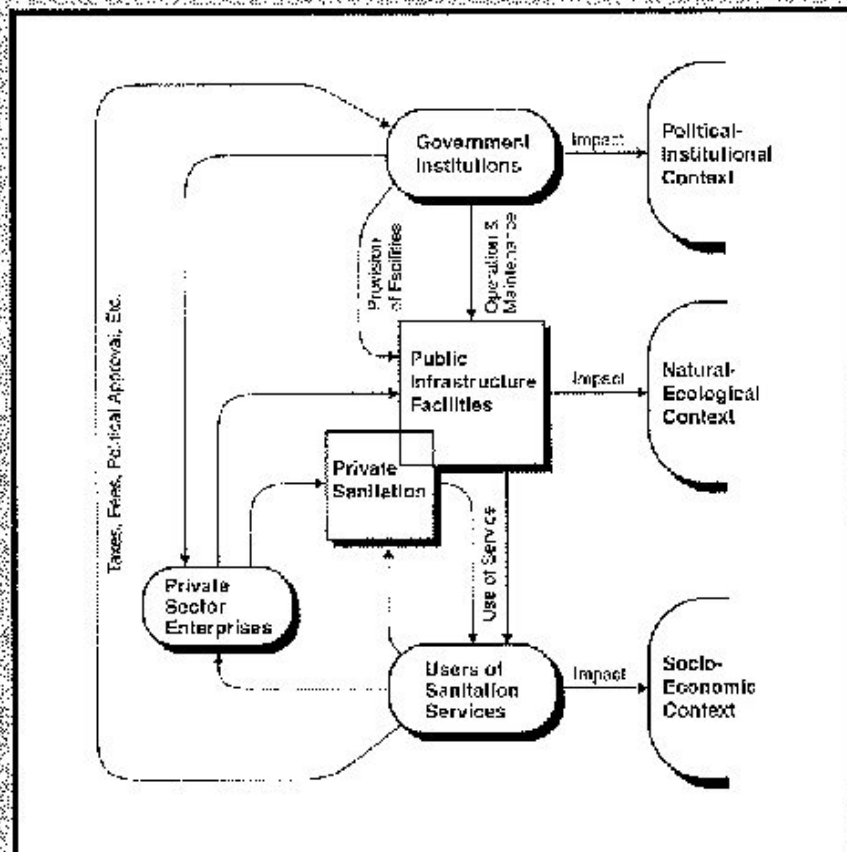 Government
Institutions
Impact
Political-
Institutional
Context
Provision
of Facilities
Operation &
Maintenance
Taxes, Fees, Political Approval, Etc.
Public
Infrastructure
Facilities
Impact
Natural-
Ecological
Context
Private
Sanitation
Use of Service
Private
Sector
Enterprises
Users of
Sanitation
Services
Impact
Socio-
Economic
Context